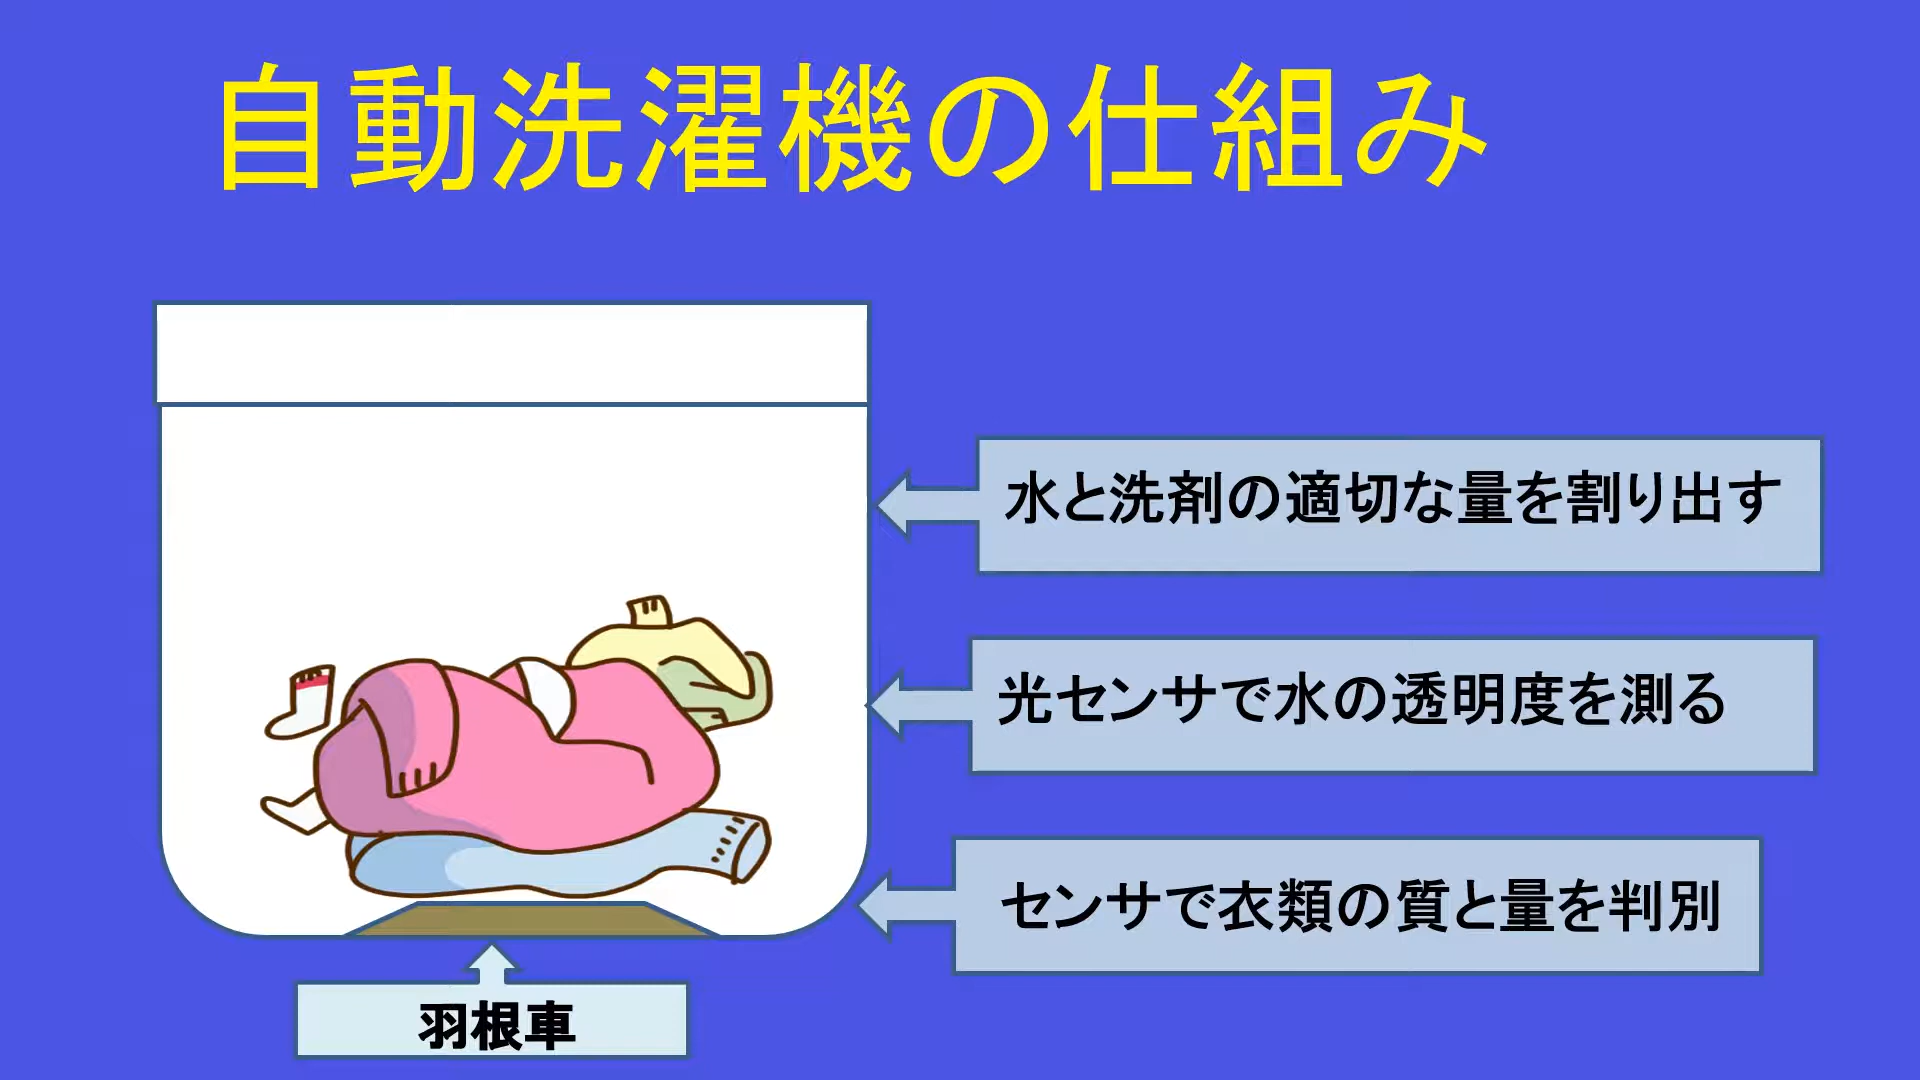 自動洗濯機の仕組み
水と洗剤の適切な量を割り出す
光センサで水の透明度を測る
センサで衣類の質と量を判別
羽根車